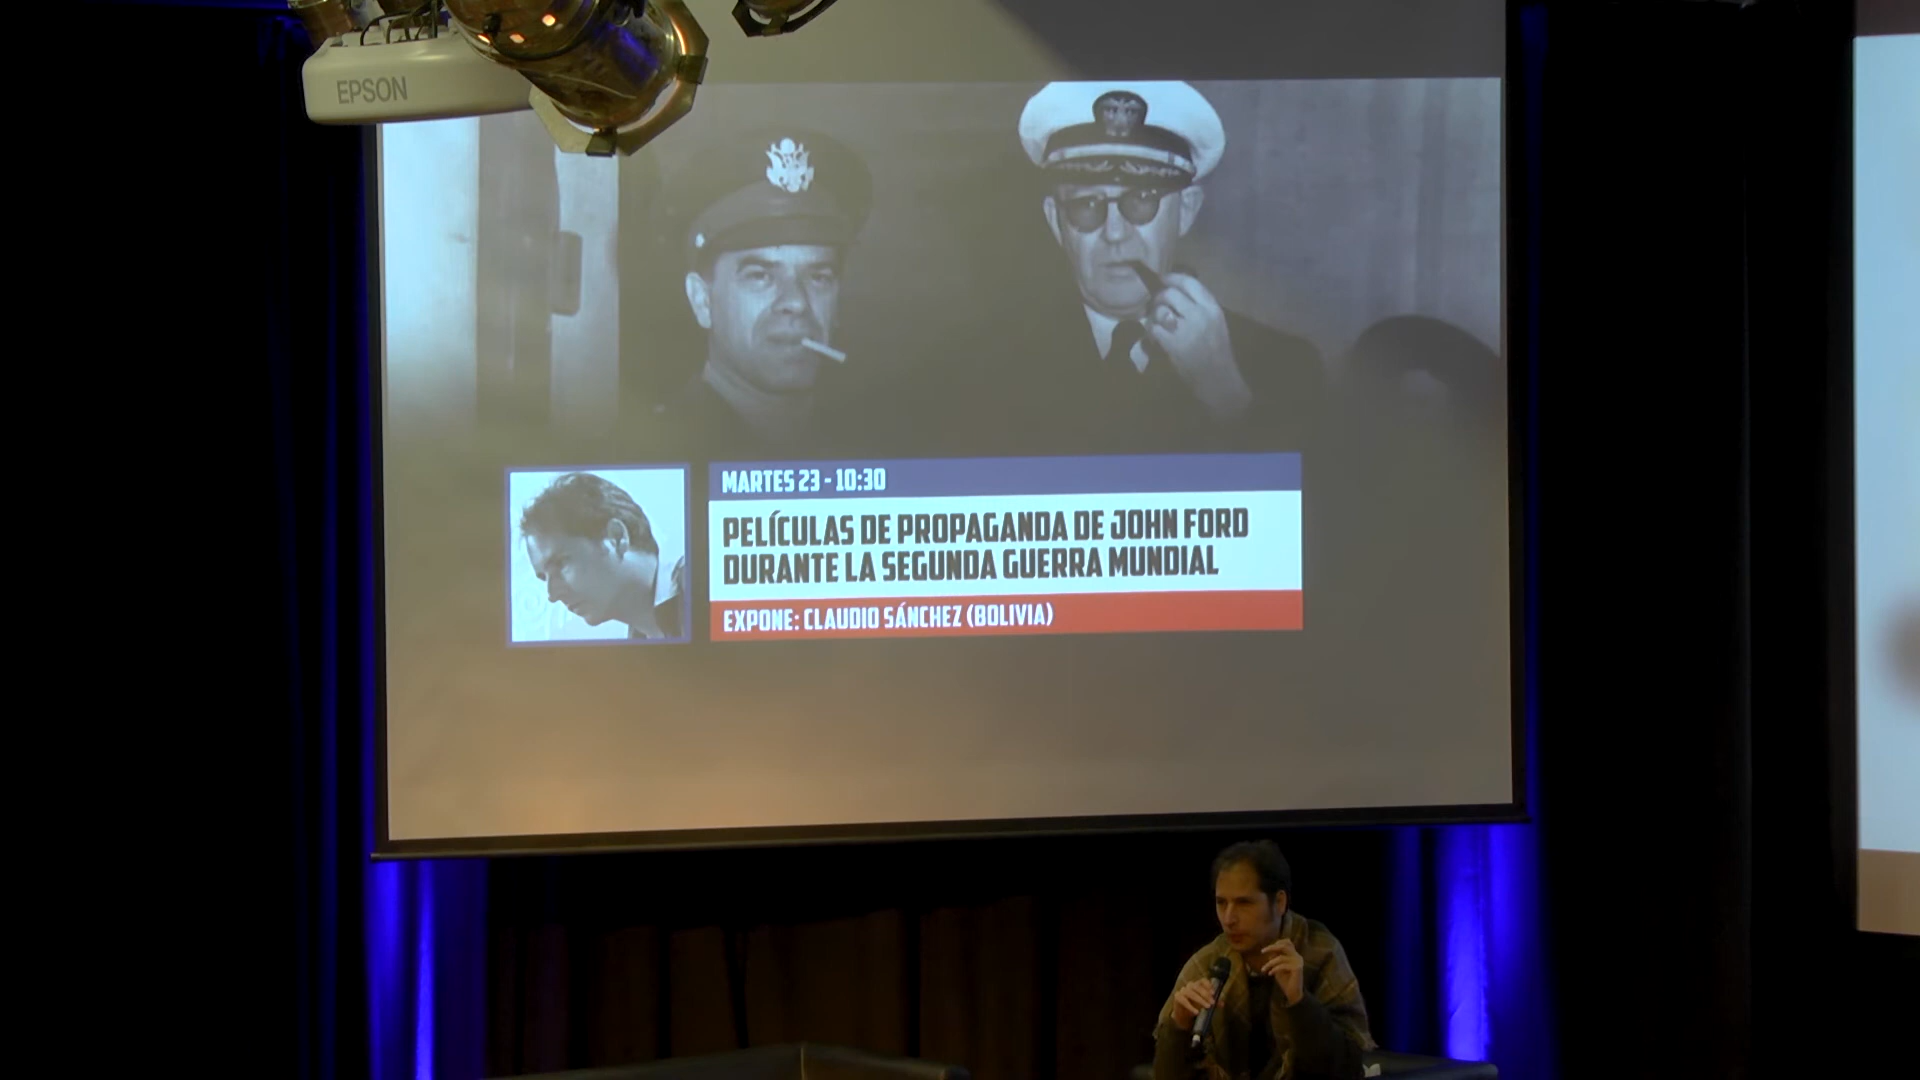 EPSON
MARTES 23 - 10:30
PELÍCULAS DE PROPAGANDA DE JOHN FORD
DURANTE LA SEGUNDA GUERRA MUNDIAL
EXPONE: CLAUDIO SÁNCHEZ (BOLIVIA)